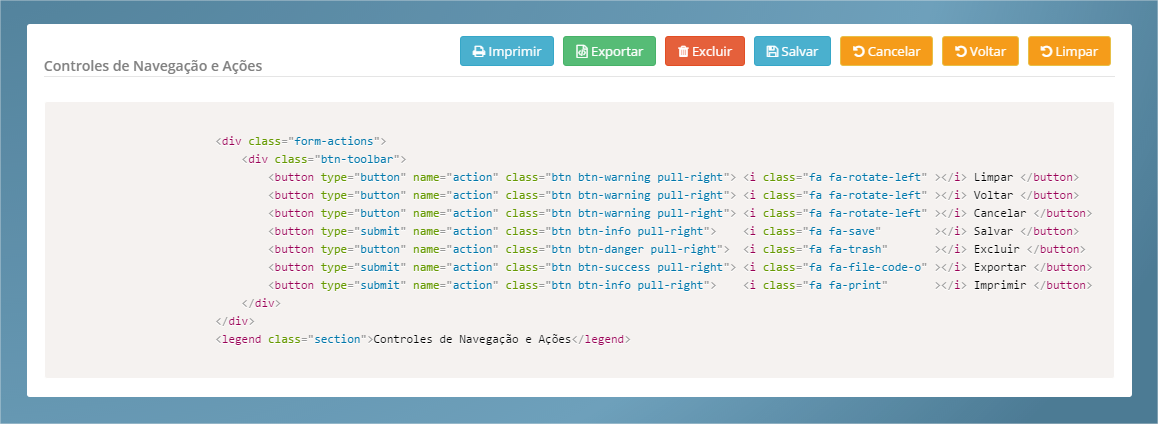 Imprimir Exportar Excluir Salvar Cancelar Voltar Limpar
Controles de Navegação e Ações
<div class="form-actions">
    <div class="btn-toolbar">
        <button type="button" name="action" class="btn btn-warning pull-right"> <i class="fa fa-rotate-left" ></i> Limpar </button>
        <button type="button" name="action" class="btn btn-warning pull-right"> <i class="fa fa-rotate-left" ></i> Voltar </button>
        <button type="button" name="action" class="btn btn-warning pull-right"> <i class="fa fa-rotate-left" ></i> Cancelar </button>
        <button type="submit" name="action" class="btn btn-info pull-right">    <i class="fa fa-save"        ></i> Salvar </button>
        <button type="button" name="action" class="btn btn-danger pull-right">  <i class="fa fa-trash"       ></i> Excluir </button>
        <button type="submit" name="action" class="btn btn-success pull-right"> <i class="fa fa-file-code-o" ></i> Exportar </button>
        <button type="submit" name="action" class="btn btn-info pull-right">    <i class="fa fa-print"       ></i> Imprimir </button>
    </div>
</div>
<legend class="section">Controles de Navegação e Ações</legend>